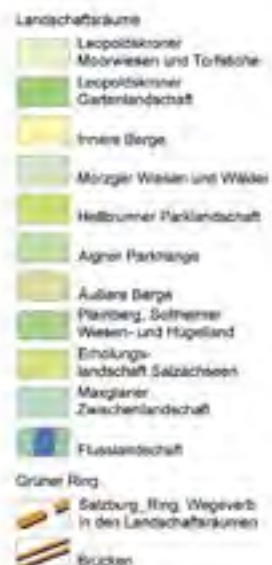 Landschaftsräume
Leopoldskroner
Moorwiesen und Torfstiche
Leopoldskroner
Gartenlandschaft
Innere Berge
Morzger Wiesen und Wälder
Hellbrunner Parklandschaft
Aigner Parkhänge
Äußere Berge
Plainberg, Söllheimer
Wiesen- und Hügelland
Erholungs-
landschaft Salzachseen
Maxglaner
Zwischenlandschaft
Flusslandschaft
Grüner Ring
Salzburg_Ring, Wegeverb
in den Landschaftsräumen
Brücken